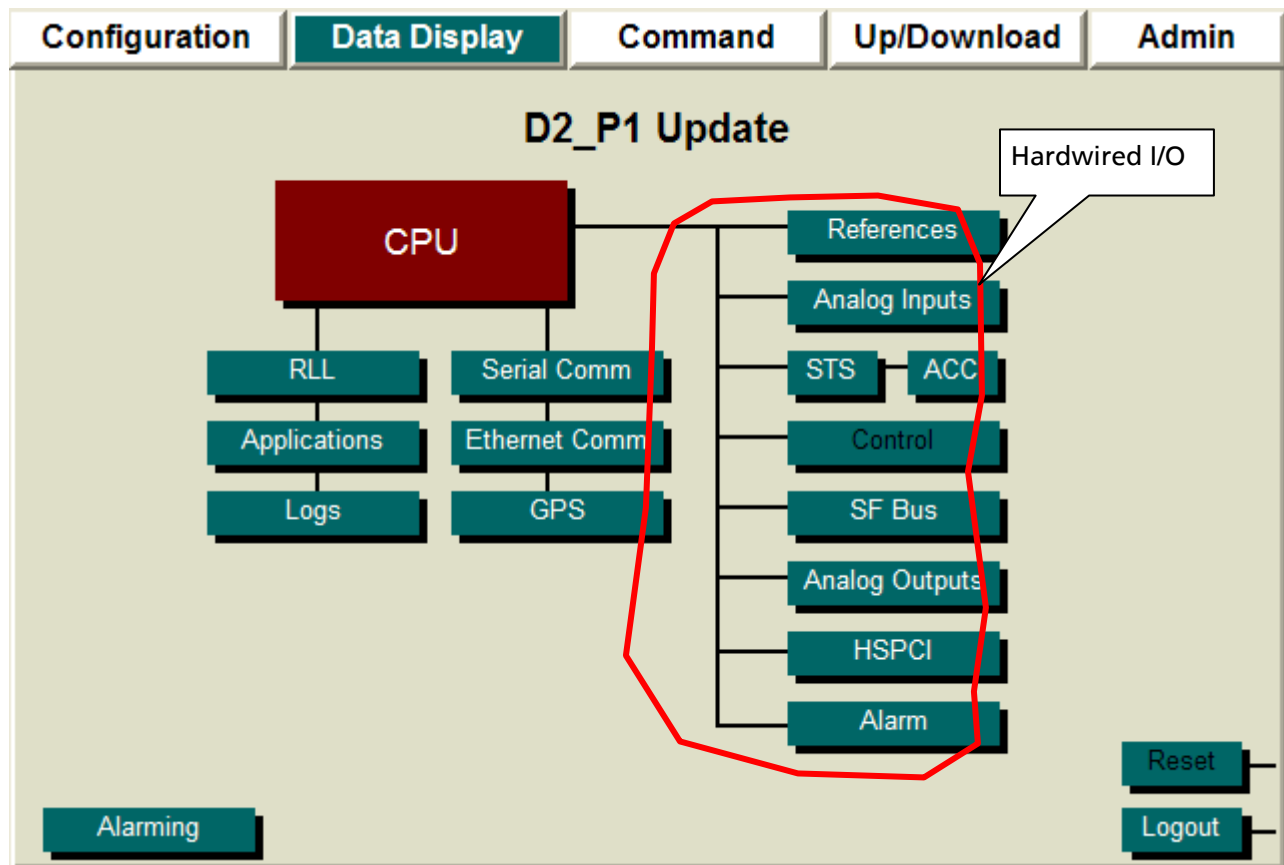 Configuration Data Display Command Up/Download Admin
D2_P1 Update
Hardwired I/O
CPU
References
Analog Inputs
RLL Serial Comm STS ACC
Applications Ethernet Comm Control
Logs GPS SF Bus
Analog Outputs
HSPCI
Alarm
Reset
Alarming Logout